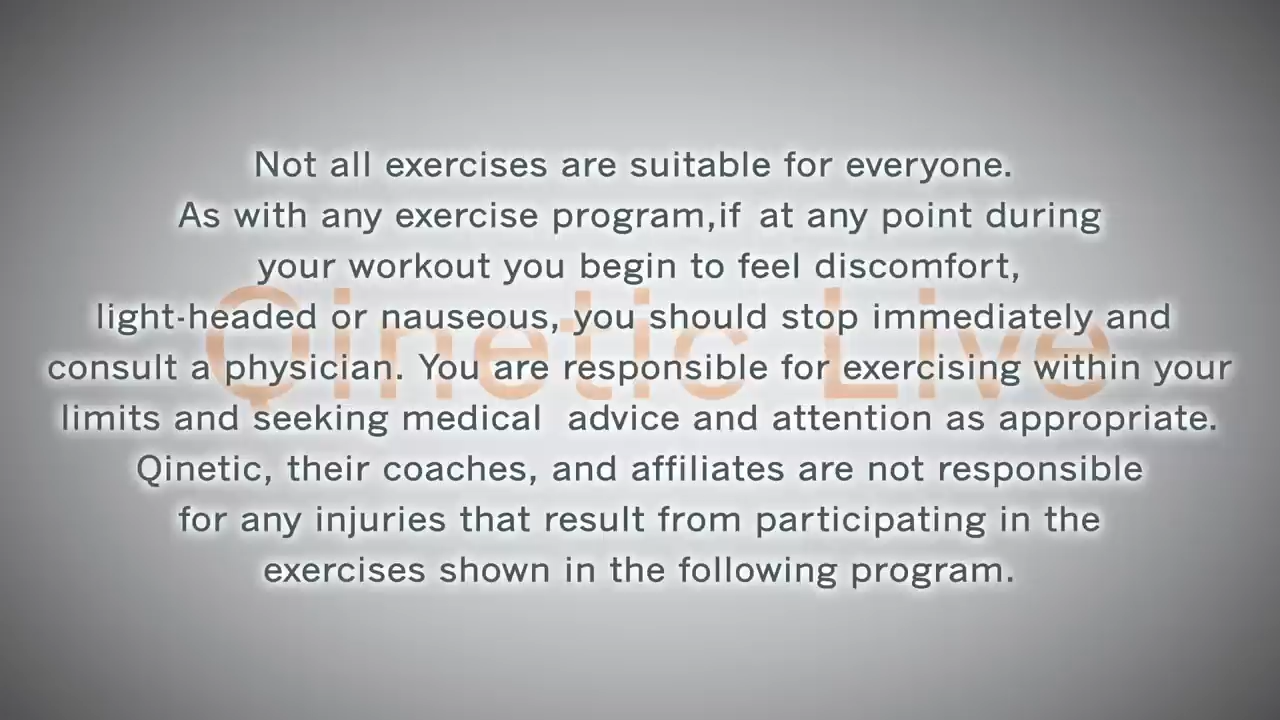 Not all exercises are suitable for everyone.
As with any exercise program,if at any point during
your workout you begin to feel discomfort,
light-headed or nauseous, you should stop immediately and
Qinetic Live
consult a physician. You are responsible for exercising within your
limits and seeking medical  advice and attention as appropriate.
Qinetic, their coaches, and affiliates are not responsible
for any injuries that result from participating in the
exercises shown in the following program.